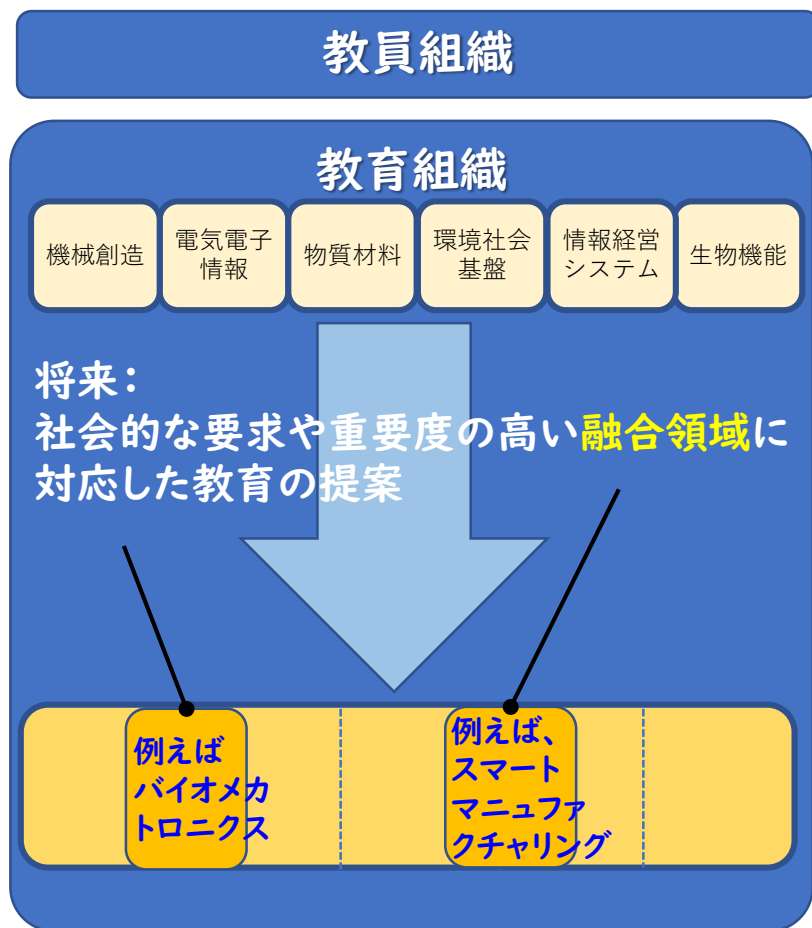 教員組織
教育組織
機械創造
電気電子
情報
物質材料
環境社会
基盤
情報経営
システム
生物機能
将来：
社会的な要求や重要度の高い融合領域に
対応した教育の提案
例えば
バイオメカ
トロニクス
例えば、
スマート
マニュファ
クチャリング